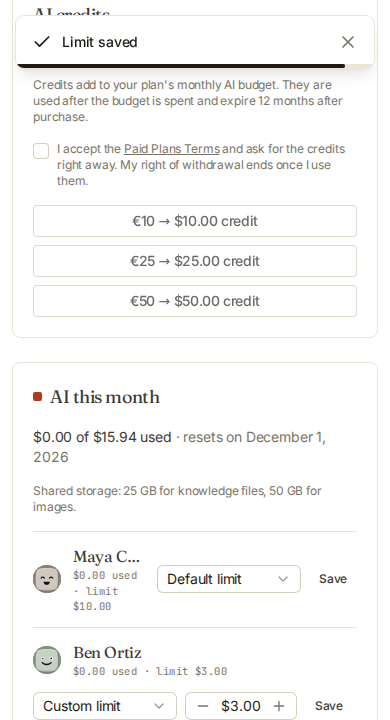 AI credits
Limit saved
Credits add to your plan's monthly AI budget. They are
used after the budget is spent and expire 12 months after
purchase.
I accept the Paid Plans Terms and ask for the credits
right away. My right of withdrawal ends once I use
them.
€10 → $10.00 credit
€25 → $25.00 credit
€50 → $50.00 credit
AI this month
$0.00 of $15.94 used · resets on December 1,
2026
Shared storage: 25 GB for knowledge files, 50 GB for
images.
Maya C...
$0.00 used
· limit
$10.00
Default limit
Save
Ben Ortiz
$0.00 used · limit $3.00
Custom limit
− $3.00 +
Save